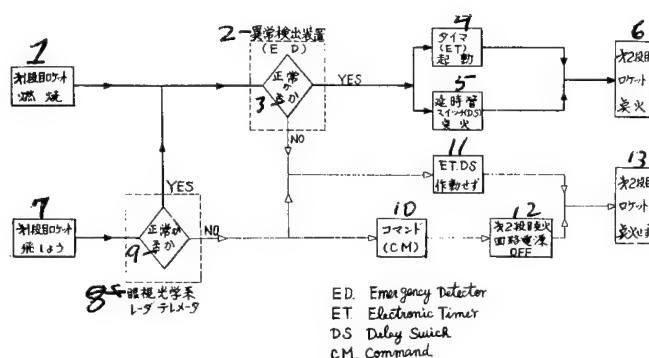 1
第1段目ロケット
燃焼
2
異常検出装置
(E D)
3
正常か
否か
YES
NO
4
タイマ
(ET)
起動
5
延時管
スイッチ(DS)
点火
6
第2段目
ロケット
点火
7
第1段目ロケット
飛しょう
8
眼視光学系
レーダ テレメータ
9
正常か
否か
YES
NO
10
コマンド
(CM)
11
ET.DS
作動せず
12
第2段目点火
回路電源
OFF
13
第2段目
ロケット
点火せず
ED. Emergency Detector
ET. Electronic Timer
DS Delay Swich
CM. Command